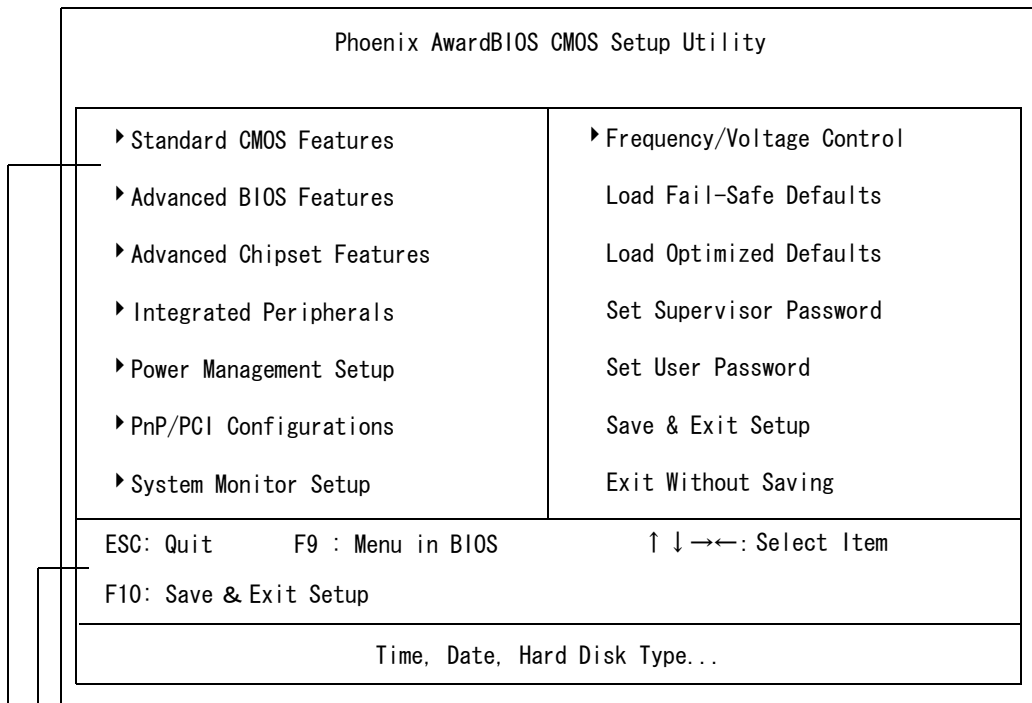 Phoenix AwardBIOS CMOS Setup Utility
▸Standard CMOS Features
▸Advanced BIOS Features
▸Advanced Chipset Features
▸Integrated Peripherals
▸Power Management Setup
▸PnP/PCI Configurations
▸System Monitor Setup
▸Frequency/Voltage Control
Load Fail-Safe Defaults
Load Optimized Defaults
Set Supervisor Password
Set User Password
Save & Exit Setup
Exit Without Saving
ESC: Quit F9 : Menu in BIOS ↑↓→←: Select Item
F10: Save & Exit Setup
Time, Date, Hard Disk Type...